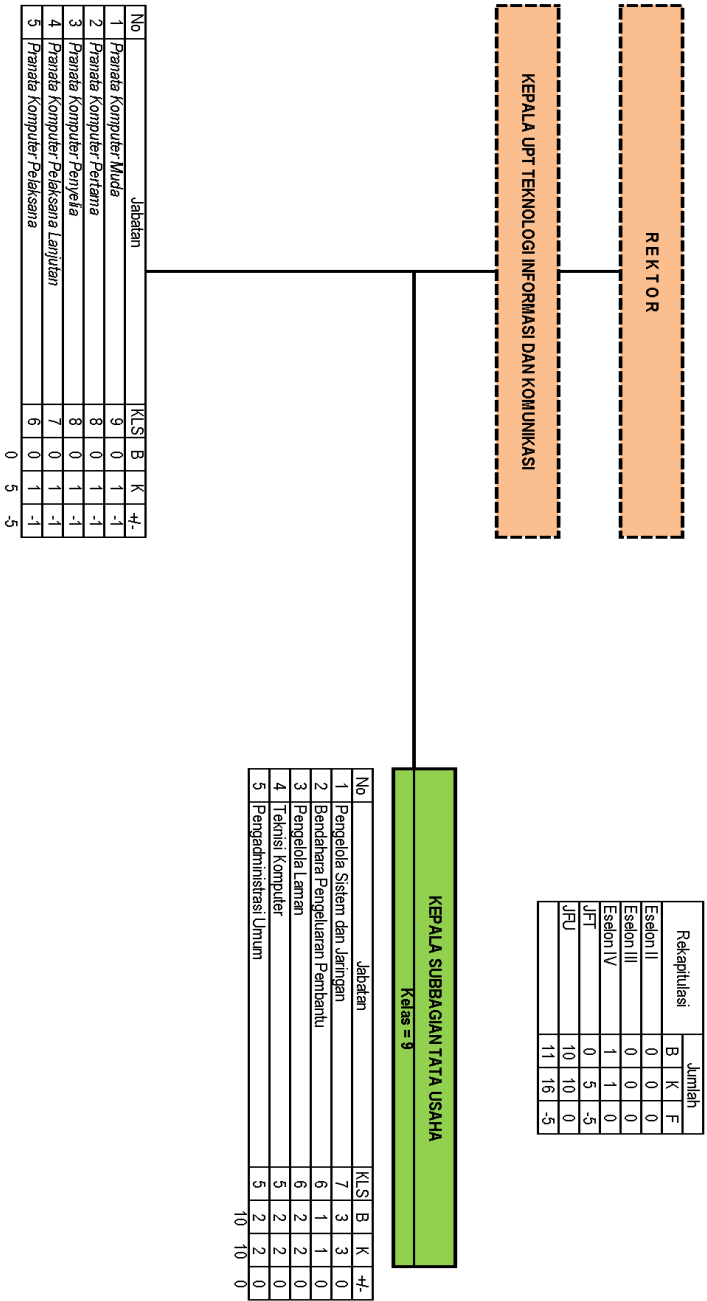 R E K T O R
KEPALA UPT TEKNOLOGI INFORMASI DAN KOMUNIKASI
Rekapitulasi Jumlah
B K F
Eselon II 0 0 0
Eselon III 0 0 0
Eselon IV 1 1 0
JFT 0 5 -5
JFU 10 10 0
11 16 -5
KEPALA SUBBAGIAN TATA USAHA
Kelas = 9
No Jabatan KLS B K +/-
1 Pengelola Sistem dan Jaringan 7 3 3 0
2 Bendahara Pengeluaran Pembantu 6 1 1 0
3 Pengelola Laman 6 2 2 0
4 Teknisi Komputer 5 2 2 0
5 Pengadministrasi Umum 5 2 2 0
10 10 0
No Jabatan KLS B K +/-
1 Pranata Komputer Muda 9 0 1 -1
2 Pranata Komputer Pertama 8 0 1 -1
3 Pranata Komputer Penyelia 8 0 1 -1
4 Pranata Komputer Pelaksana Lanjutan 7 0 1 -1
5 Pranata Komputer Pelaksana 6 0 1 -1
0 5 -5